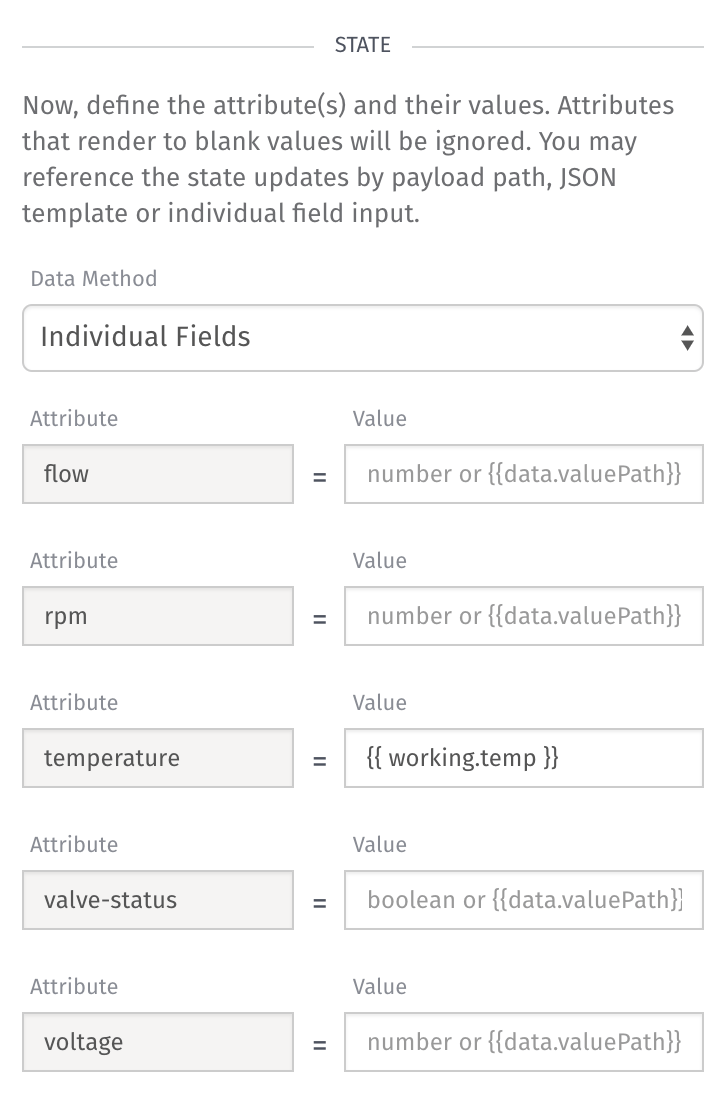 STATE
Now, define the attribute(s) and their values. Attributes
that render to blank values will be ignored. You may
reference the state updates by payload path, JSON
template or individual field input.
Data Method
Individual Fields
Attribute Value
flow = number or {{data.valuePath}}
Attribute Value
rpm = number or {{data.valuePath}}
Attribute Value
temperature = {{ working.temp }}
Attribute Value
valve-status = boolean or {{data.valuePath}}
Attribute Value
voltage = number or {{data.valuePath}}